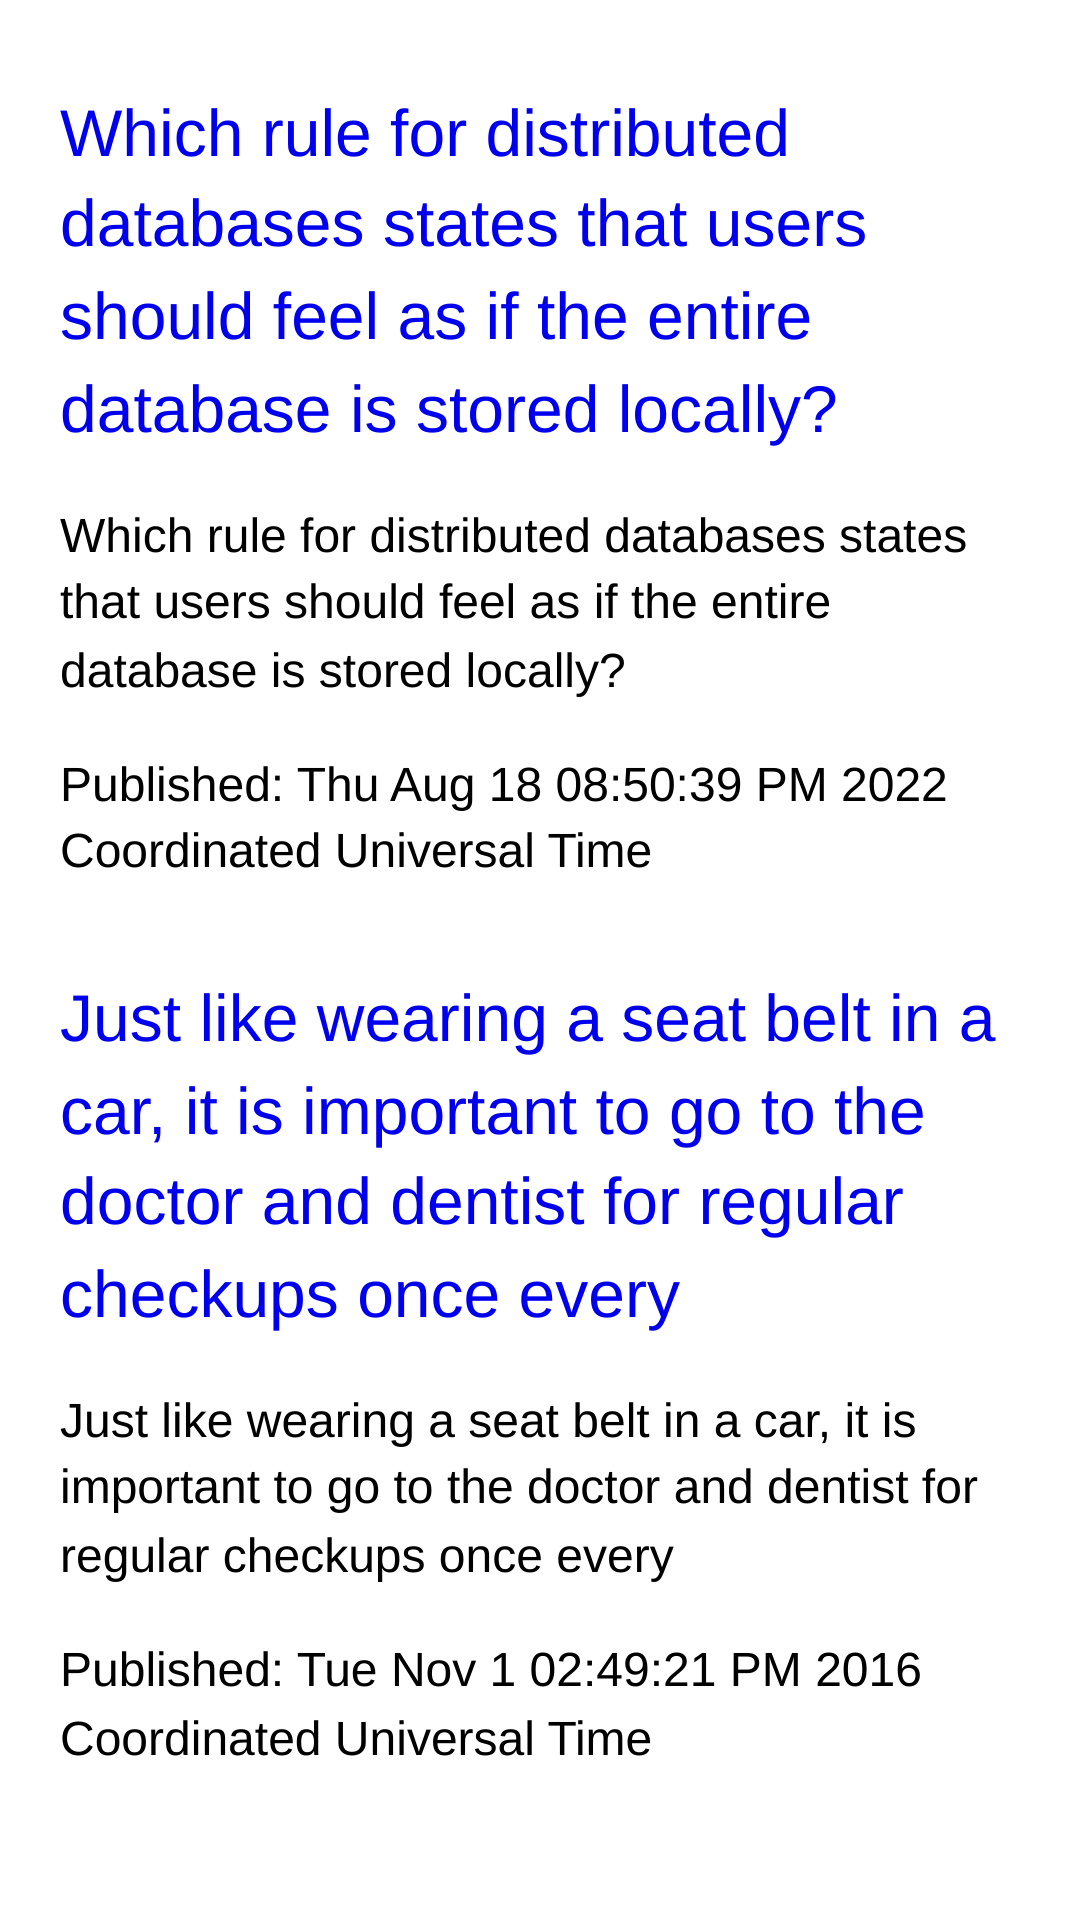 Which rule for distributed
databases states that users
should feel as if the entire
database is stored locally?
Which rule for distributed databases states
that users should feel as if the entire
database is stored locally?
Published: Thu Aug 18 08:50:39 PM 2022
Coordinated Universal Time
Just like wearing a seat belt in a
car, it is important to go to the
doctor and dentist for regular
checkups once every
Just like wearing a seat belt in a car, it is
important to go to the doctor and dentist for
regular checkups once every
Published: Tue Nov 1 02:49:21 PM 2016
Coordinated Universal Time